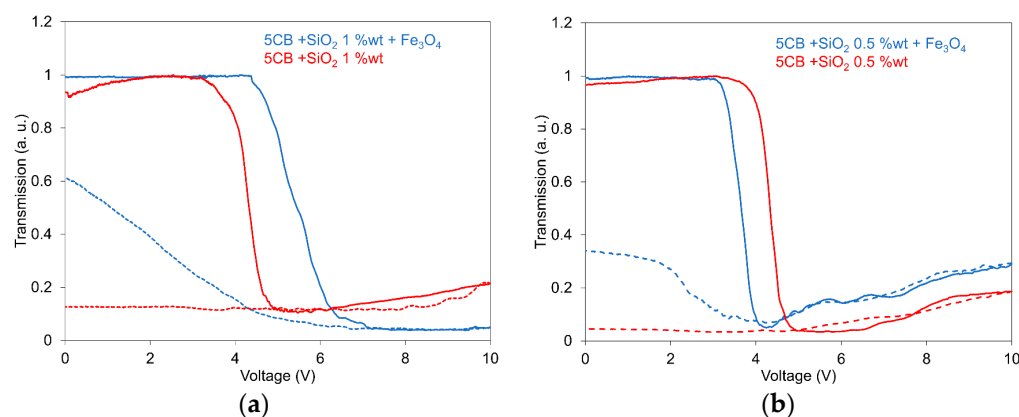 (a)
5CB +SiO₂ 1 %wt + Fe₃O₄
5CB +SiO₂ 1 %wt
Transmission (a. u.)
1.2
1
0.8
0.6
0.4
0.2
0
0 2 4 6 8 10
Voltage (V)
(a)
5CB +SiO₂ 0.5 %wt + Fe₃O₄
5CB +SiO₂ 0.5 %wt
Transmission (a. u.)
1.2
1
0.8
0.6
0.4
0.2
0
0 2 4 6 8 10
Voltage (V)
(b)